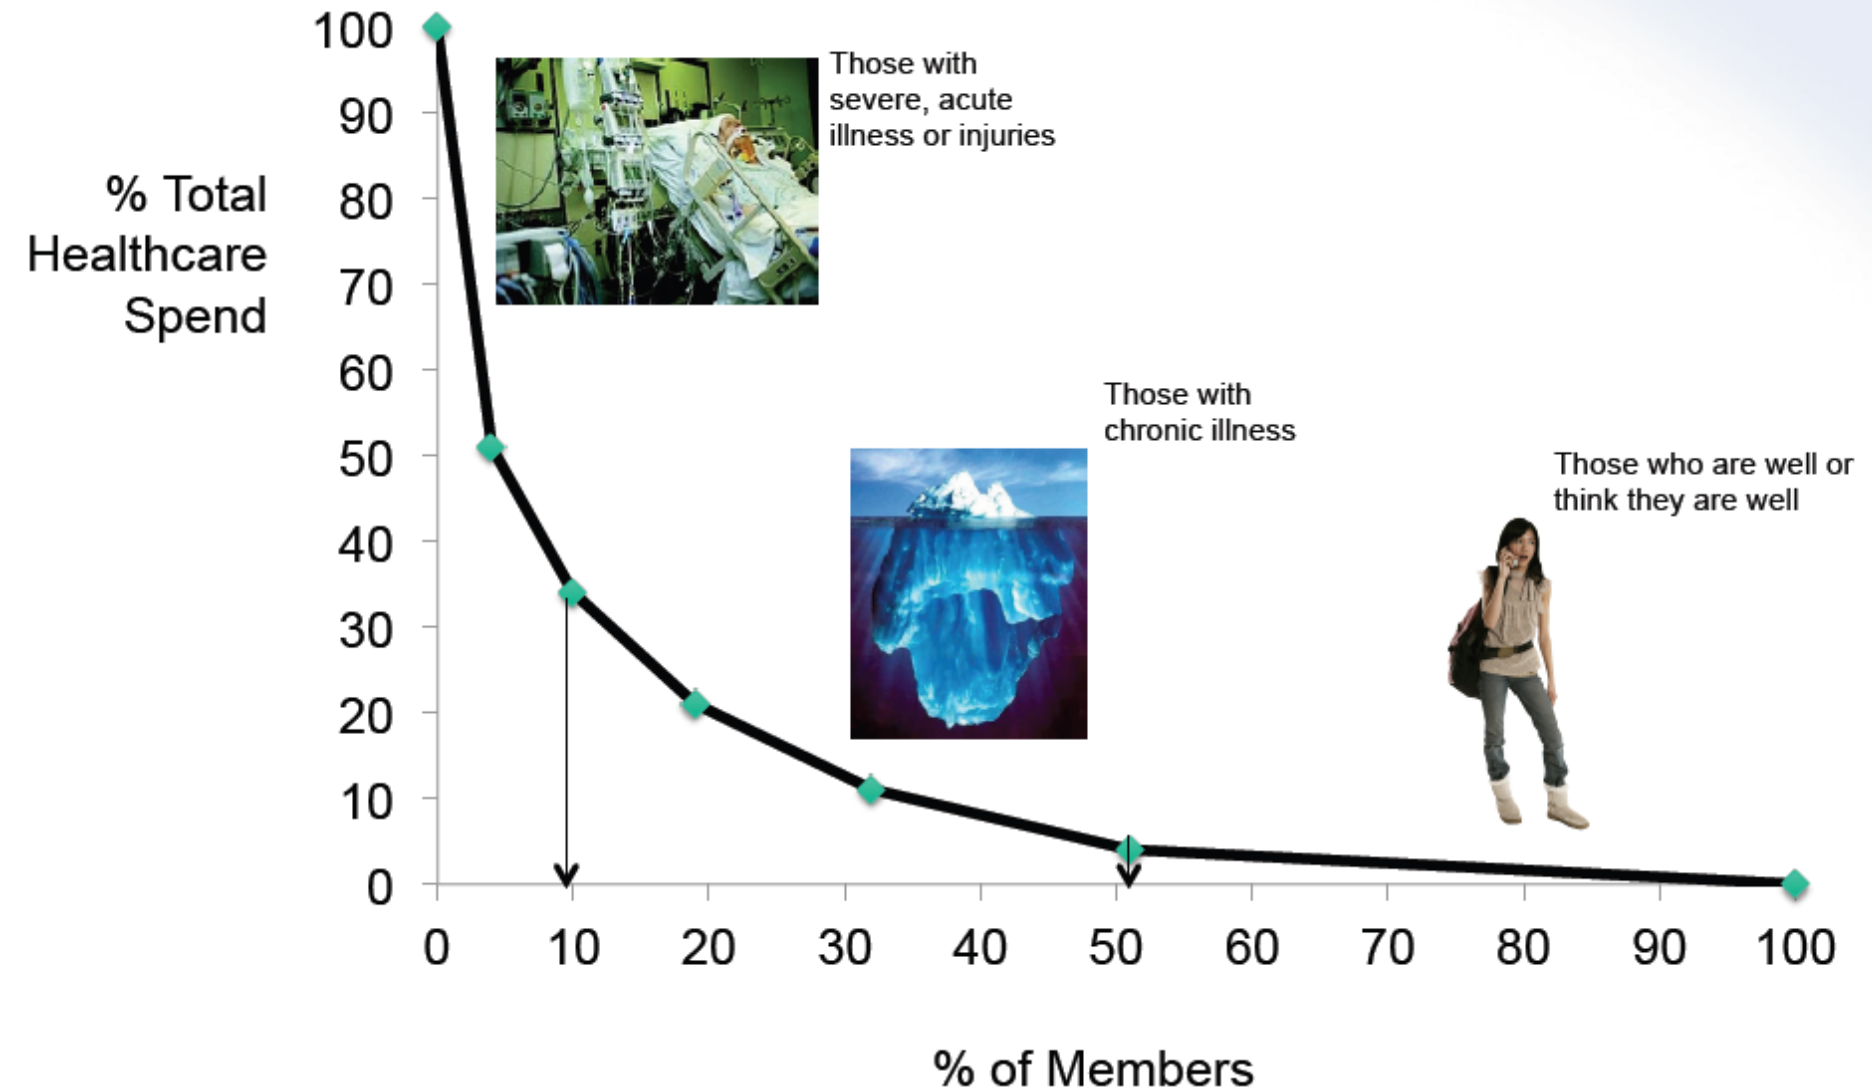 % Total
Healthcare
Spend
100
90
80
70
60
50
40
30
20
10
0
Those with
severe, acute
illness or injuries
Those with
chronic illness
Those who are well or
think they are well
0 10 20 30 40 50 60 70 80 90 100
% of Members